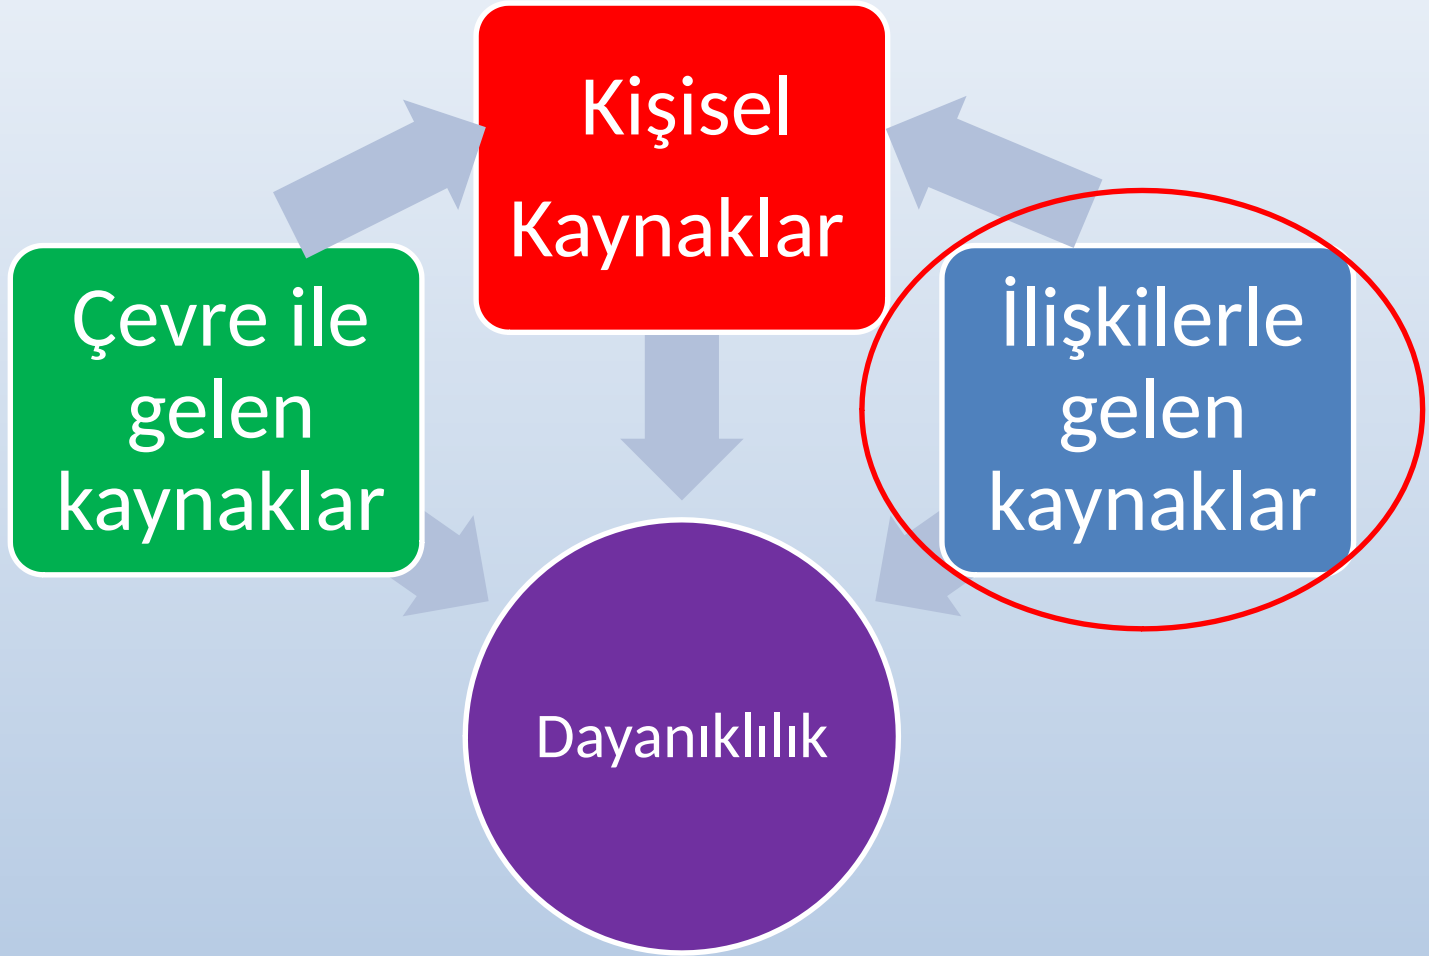 Kişisel
Kaynaklar
Çevre ile
gelen
kaynaklar
İlişkilerle
gelen
kaynaklar
Dayanıklılık